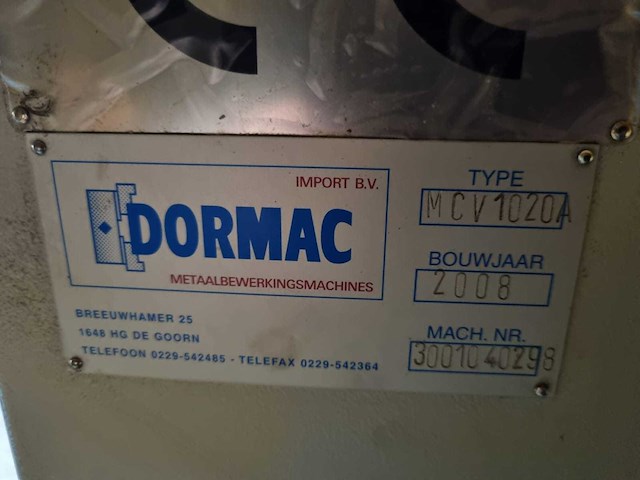 IMPORT B.V.
DORMAC
METAALBEWERKINGSMACHINES
BREEUWHAMER 25
1648 HG DE GOORN
TELEFOON 0229-542485 - TELEFAX 0229-542364
TYPE
MCV1020A
BOUWJAAR
2008
MACH. NR.
3001040298